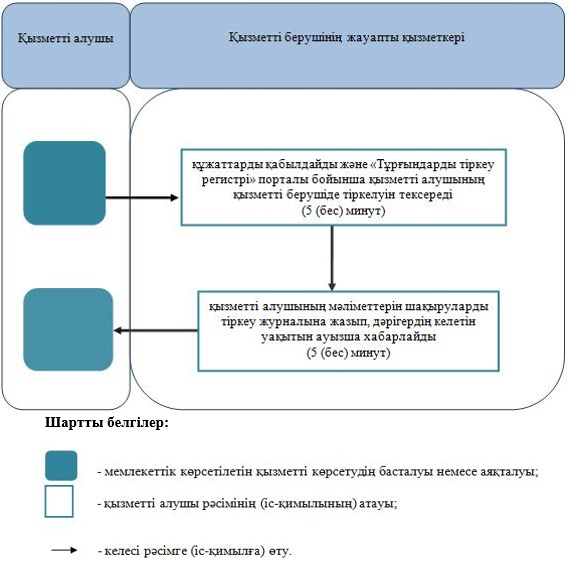 Қызметті алушы
Қызметті берушінің жауапты қызметкері
құжаттарды қабылдайды және «Тұрғындарды тіркеу
регистрі» порталы бойынша қызметті алушының
қызметті берушіде тіркелуін тексереді
(5 (бес) минут)
қызметті алушының мәліметтерін шақыруларды
тіркеу журналына жазып, дәрігердің келетін
уақытын ауызша хабарлайды
(5 (бес) минут)
Шартты белгілер:
- мемлекеттік көрсетілетін қызметті көрсетудің басталуы немесе аяқталуы;
- қызметті алушы рәсімінің (іс-қимылының) атауы;
- келесі рәсімге (іс-қимылға) өту.